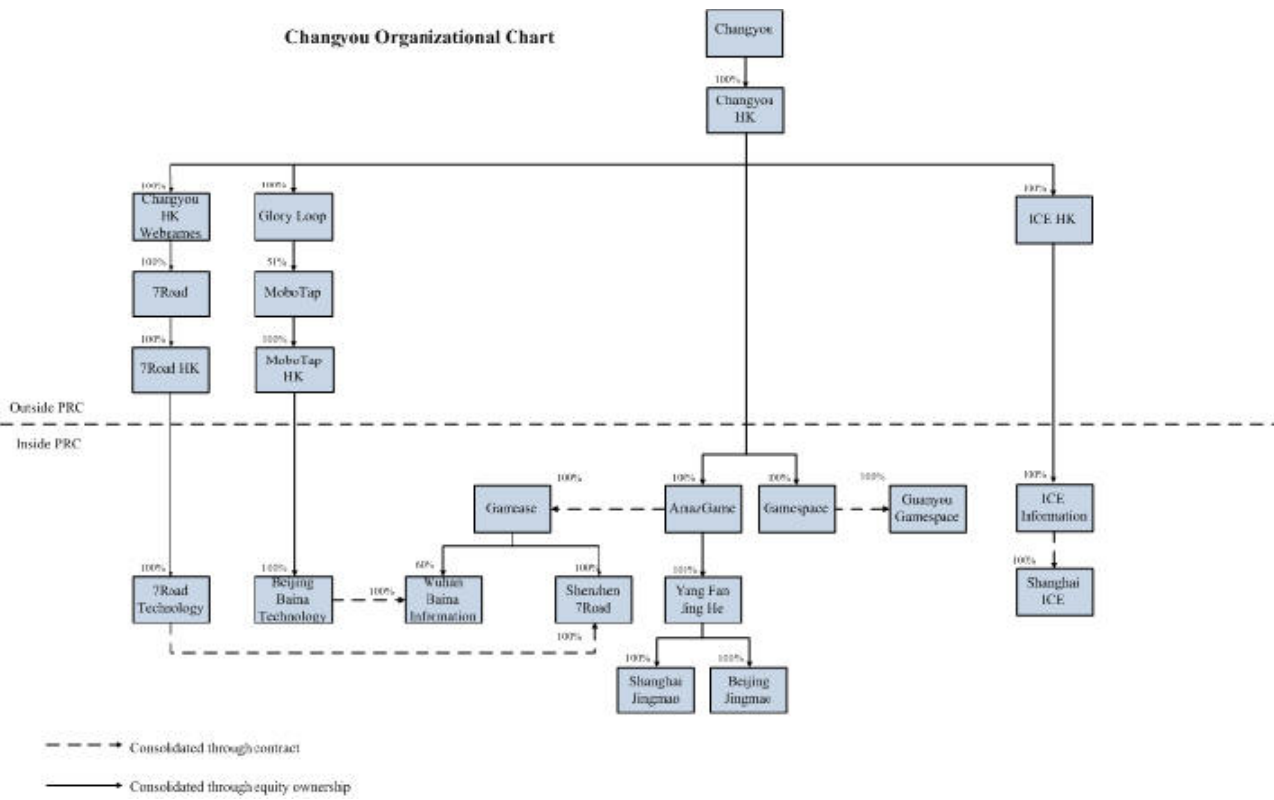 Changyou Organizational Chart
Changyou
100%
Changyou
HK
100%
100%
100%
Changyou
HK
Webgames
Glory Loop
ICE HK
100%
51%
7Road
MoboTap
100%
100%
7Road HK
MoboTap
HK
Outside PRC
Inside PRC
100%
100%
100%
100%
100%
Gamease
AmazGame
Gamespace
Guanyou
Gamespace
ICE
Information
100%
100%
60%
100%
100%
100%
7Road
Technology
Beijing
Baina
Technology
100%
Wuhan
Baina
Information
Shenzhen
7Road
Yang Fan
Jing He
Shanghai
ICE
100%
100%
100%
Shanghai
Jingmao
Beijing
Jingmao
Consolidated through contract
Consolidated through equity ownership